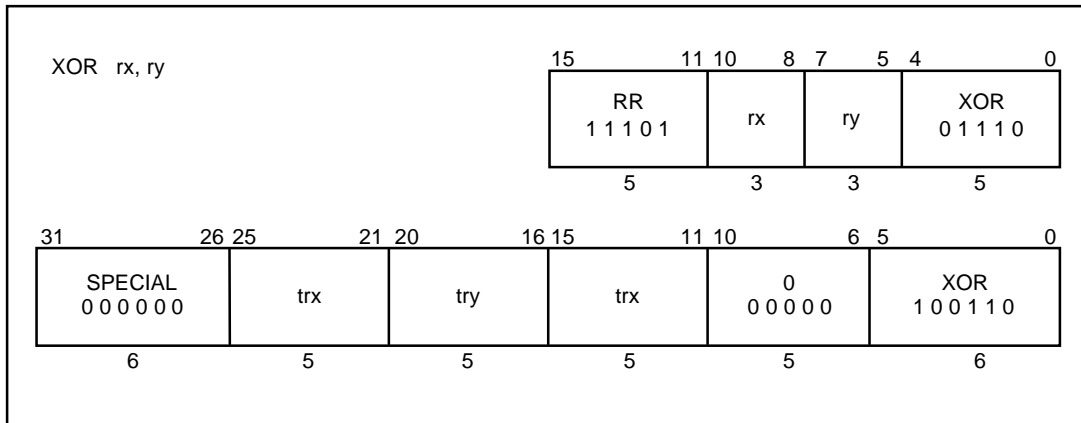 XOR rx, ry
15 11 10 8 7 5 4 0
RR rx ry XOR
1 1 1 0 1 0 1 1 1 0
5 3 3 5
31 26 25 21 20 16 15 11 10 6 5 0
SPECIAL trx try trx 0 XOR
0 0 0 0 0 0 0 0 0 0 0 1 0 0 1 1 0
6 5 5 5 5 6